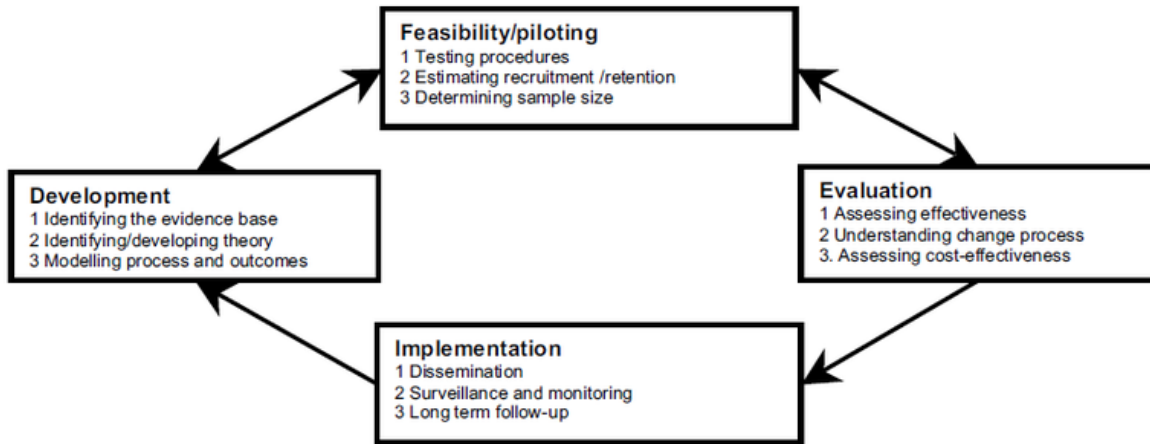 Feasibility/piloting
1 Testing procedures
2 Estimating recruitment /retention
3 Determining sample size
Development
1 Identifying the evidence base
2 Identifying/developing theory
3 Modelling process and outcomes
Evaluation
1 Assessing effectiveness
2 Understanding change process
3. Assessing cost-effectiveness
Implementation
1 Dissemination
2 Surveillance and monitoring
3 Long term follow-up